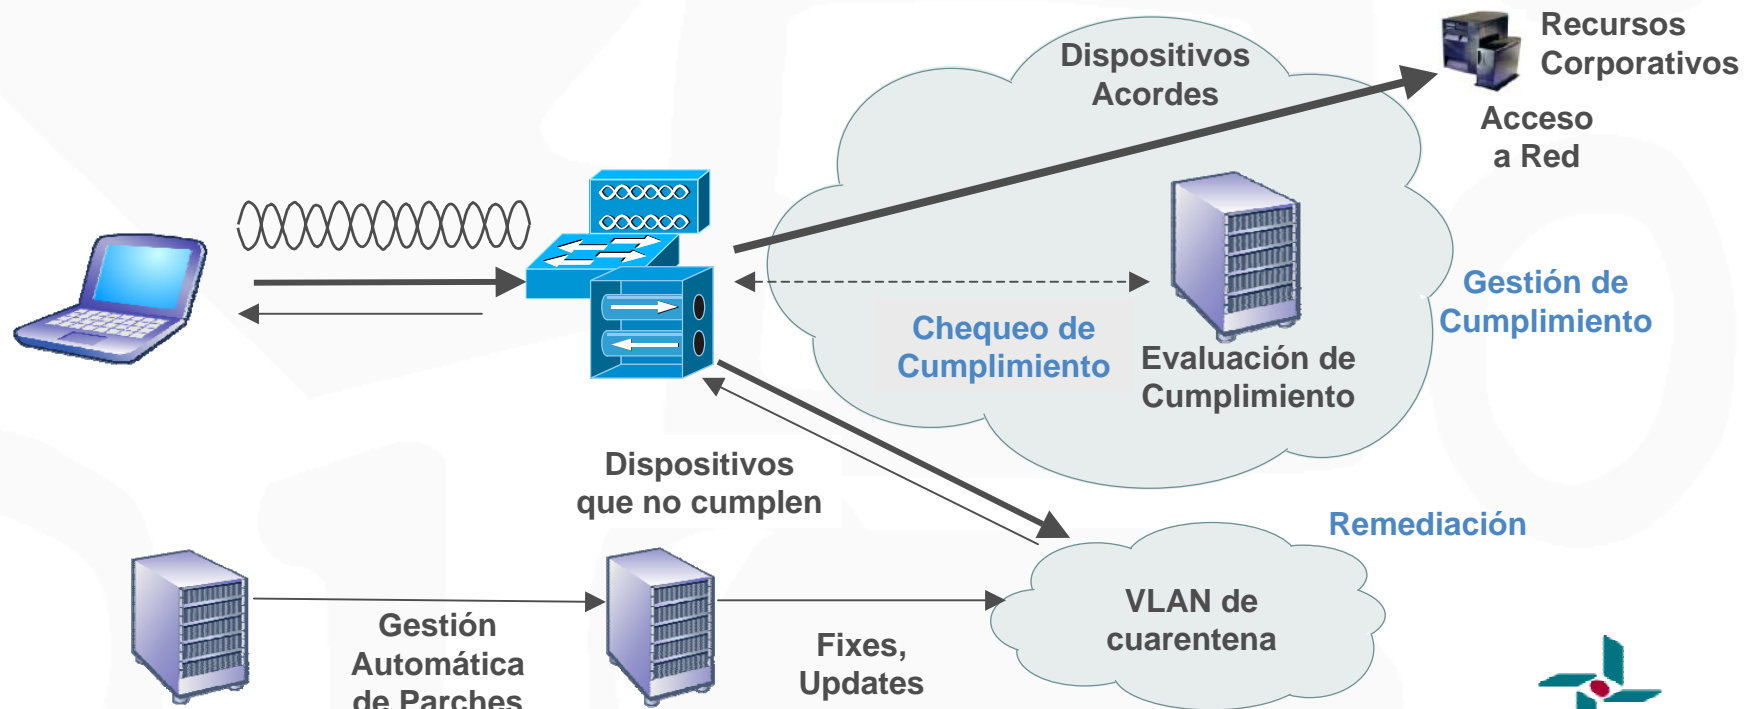 Recursos
Corporativos
Dispositivos
Acordes
Acceso
a Red
Gestión de
Cumplimiento
Chequeo de
Cumplimiento
Evaluación de
Cumplimiento
Dispositivos
que no cumplen
Remediación
VLAN de
cuarentena
Gestión
Automática
de Parches
Fixes,
Updates